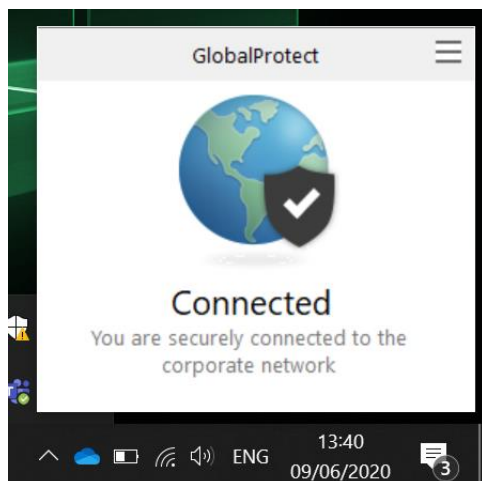 GlobalProtect
Connected
You are securely connected to the
corporate network
ENG
13:40
09/06/2020
3